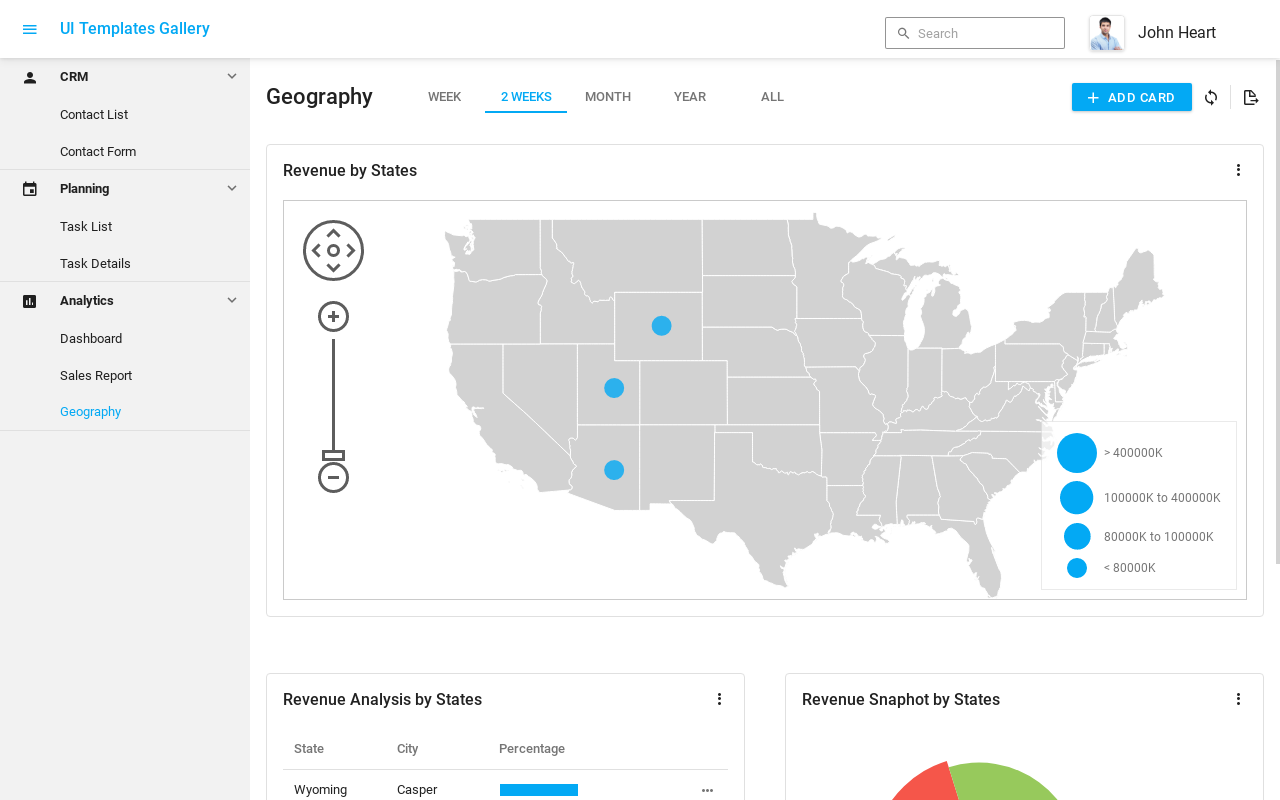 UI Templates Gallery
Search
John Heart
CRM
Contact List
Contact Form
Planning
Task List
Task Details
Analytics
Dashboard
Sales Report
Geography
Geography
WEEK
2 WEEKS
MONTH
YEAR
ALL
ADD CARD
Revenue by States
> 400000K
100000K to 400000K
80000K to 100000K
< 80000K
Revenue Analysis by States
State City Percentage
Wyoming Casper
Revenue Snaphot by States